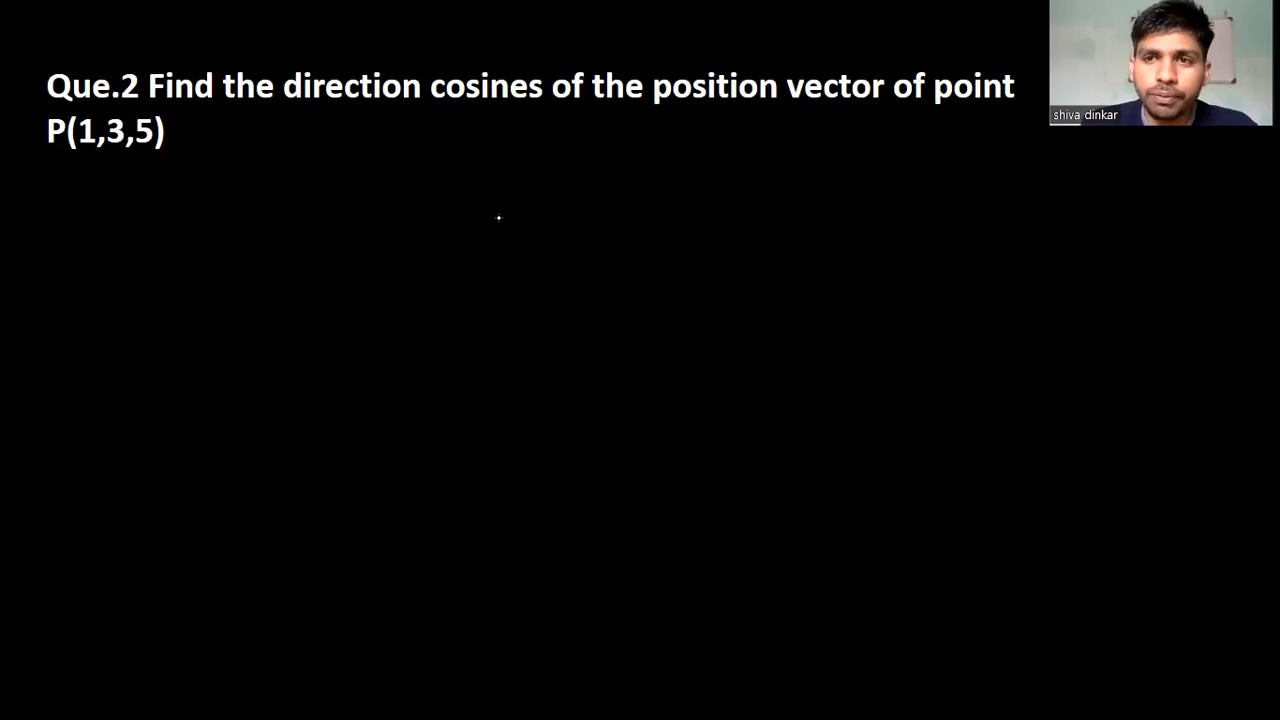 Que.2 Find the direction cosines of the position vector of point
P(1,3,5)
shiva dinkar